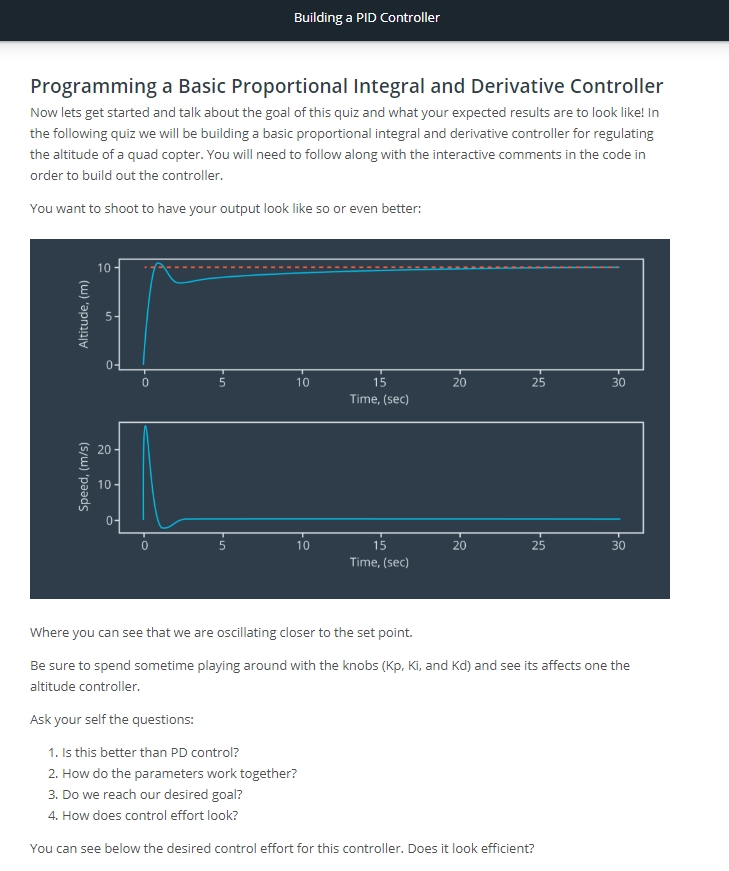 Building a PID Controller
Programming a Basic Proportional Integral and Derivative Controller
Now lets get started and talk about the goal of this quiz and what your expected results are to look like! In
the following quiz we will be building a basic proportional integral and derivative controller for regulating
the altitude of a quad copter. You will need to follow along with the interactive comments in the code in
order to build out the controller.
You want to shoot to have your output look like so or even better:
10
5
0
Altitude, (m)
0 5 10 15 20 25 30
Time, (sec)
20
10
0
Speed, (m/s)
0 5 10 15 20 25 30
Time, (sec)
Where you can see that we are oscillating closer to the set point.
Be sure to spend sometime playing around with the knobs (Kp, Ki, and Kd) and see its affects one the
altitude controller.
Ask your self the questions:
1. Is this better than PD control?
2. How do the parameters work together?
3. Do we reach our desired goal?
4. How does control effort look?
You can see below the desired control effort for this controller. Does it look efficient?